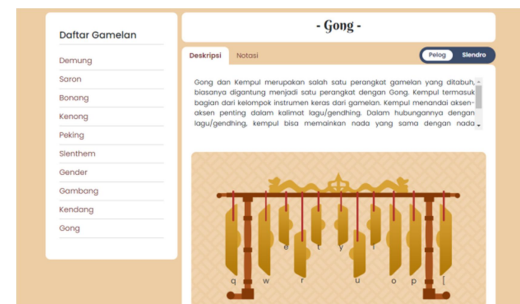 Daftar Gamelan
Demung
Saron
Bonang
Kenong
Peking
Slenthem
Gender
Gambang
Kendang
Gong
- Gong -
Deskripsi Notasi Pelog Slendro
Gong dan Kempul merupakan salah satu perangkat gamelan yang ditabuh,
biasanya digantung menjadi satu perangkat dengan Gong. Kempul termasuk
bagian dari kelompok instrumen keras dari gamelan. Kempul menandai aksen-
aksen penting dalam kalimat lagu/gendhing. Dalam hubungannya dengan
lagu/gendhing, kempul bisa memainkan nada yang sama dengan nada
e t y i
q w r u o p [